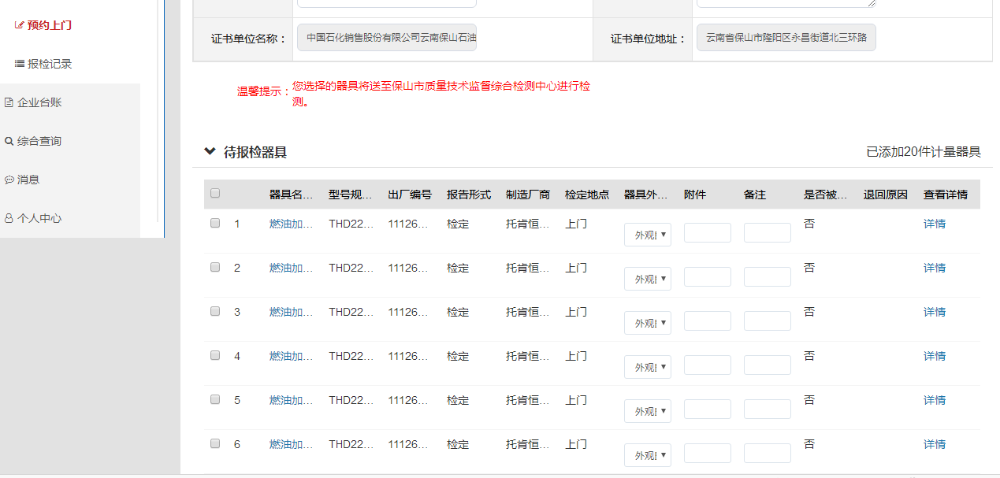 预约上门
报检记录
企业台账
综合查询
消息
个人中心
证书单位名称： 中国石化销售股份有限公司云南保山石油 证书单位地址： 云南省保山市隆阳区永昌街道北三环路
温馨提示：您选择的器具将送至保山市质量技术监督综合检测中心进行检
测。
待报检器具 已添加20件计量器具
器具名... 型号规... 出厂编号 报告形式 制造厂商 检定地点 器具外... 附件 备注 是否被... 退回原因 查看详情
1 燃油加... THD22... 11126... 检定 托肯恒... 上门 外观 否 详情
2 燃油加... THD22... 11126... 检定 托肯恒... 上门 外观 否 详情
3 燃油加... THD22... 11126... 检定 托肯恒... 上门 外观 否 详情
4 燃油加... THD22... 11126... 检定 托肯恒... 上门 外观 否 详情
5 燃油加... THD22... 11126... 检定 托肯恒... 上门 外观 否 详情
6 燃油加... THD22... 11126... 检定 托肯恒... 上门 外观 否 详情